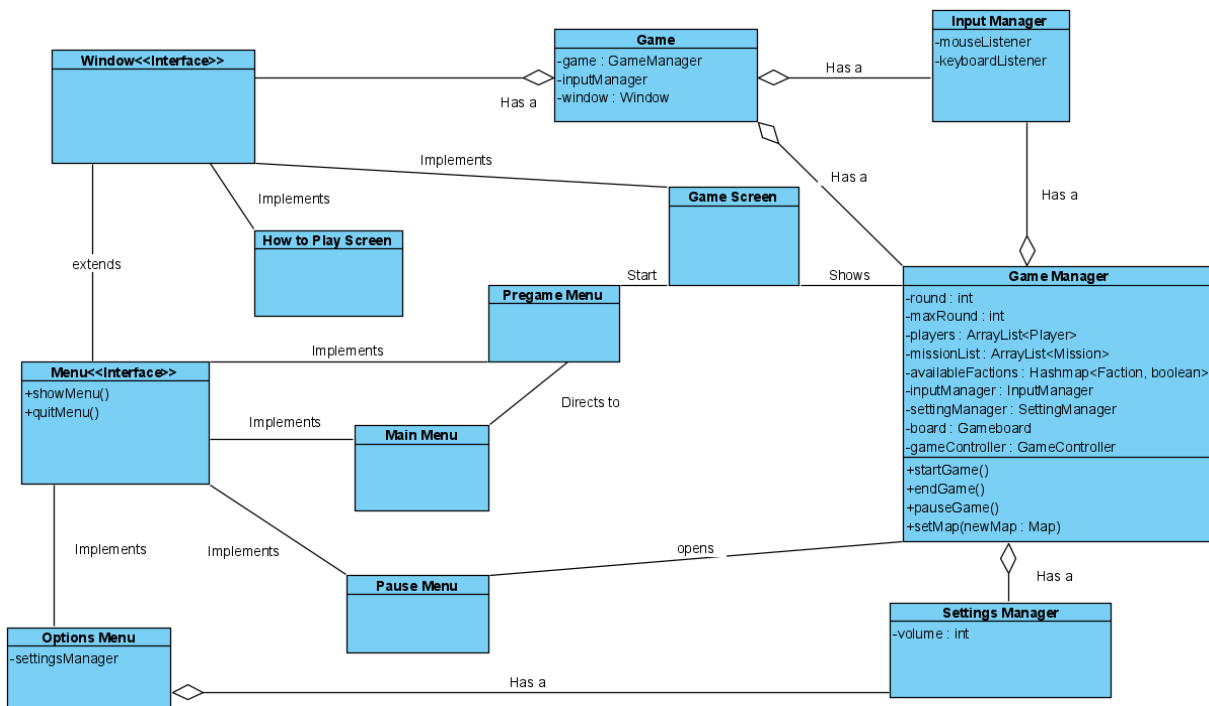 Window<<Interface>>
Has a
Game
-game : GameManager
-inputManager
-window : Window
Has a
Input Manager
-mouseListener
-keyboardListener
Implements
Implements
Has a
Has a
Game Screen
How to Play Screen
extends
Start
Shows
Pregame Menu
Game Manager
-round : int
-maxRound : int
-players : ArrayList<Player>
-missionList : ArrayList<Mission>
-availableFactions : Hashmap<Faction, boolean>
-inputManager : InputManager
-settingManager : SettingManager
-board : Gameboard
-gameController : GameController
+startGame()
+endGame()
+pauseGame()
+setMap(newMap : Map)
Implements
Menu<<Interface>>
+showMenu()
+quitMenu()
Directs to
Implements
Main Menu
Implements
Implements
opens
Pause Menu
Has a
Settings Manager
-volume : int
Options Menu
-settingsManager
Has a